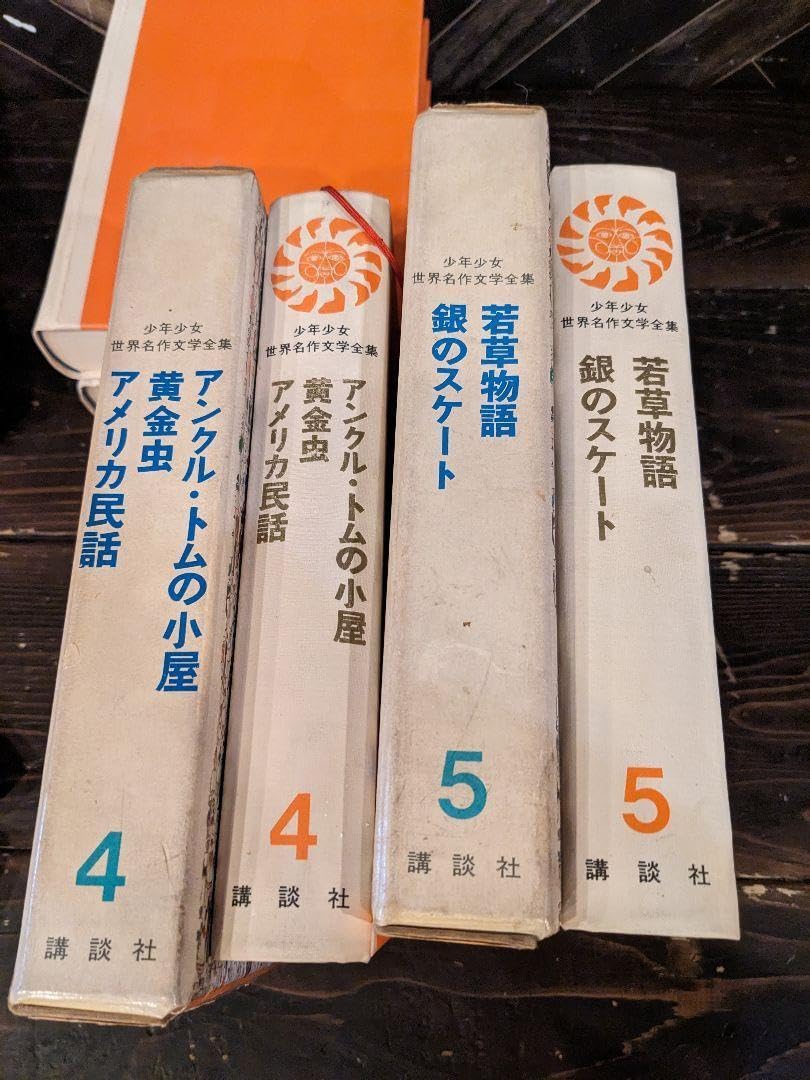 少年少女
世界名作文学全集
アンクル・トムの小屋
黄金虫
アメリカ民話
4
講談社
少年少女
世界名作文学全集
アンクル・トムの小屋
黄金虫
アメリカ民話
4
講談社
少年少女
世界名作文学全集
若草物語
銀のスケート
5
講談社
少年少女
世界名作文学全集
若草物語
銀のスケート
5
講談社